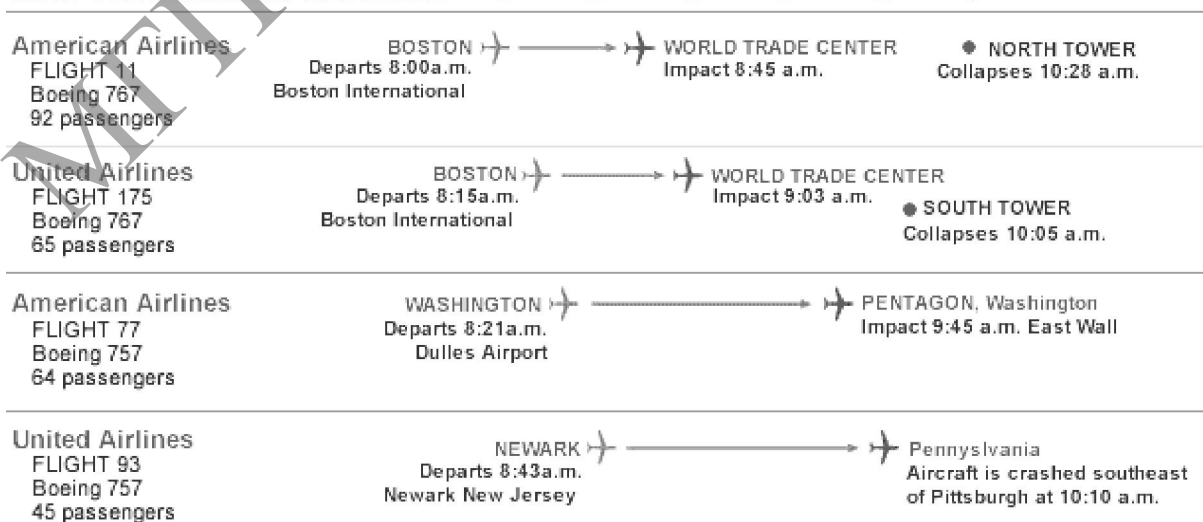 American Airlines
FLIGHT 11
Boeing 767
92 passengers
BOSTON
Departs 8:00a.m.
Boston International
WORLD TRADE CENTER
Impact 8:45 a.m.
NORTH TOWER
Collapses 10:28 a.m.
United Airlines
FLIGHT 175
Boeing 767
65 passengers
BOSTON
Departs 8:15a.m.
Boston International
WORLD TRADE CENTER
Impact 9:03 a.m.
SOUTH TOWER
Collapses 10:05 a.m.
American Airlines
FLIGHT 77
Boeing 757
64 passengers
WASHINGTON
Departs 8:21a.m.
Dulles Airport
PENTAGON, Washington
Impact 9:45 a.m. East Wall
United Airlines
FLIGHT 93
Boeing 757
45 passengers
NEWARK
Departs 8:43a.m.
Newark New Jersey
Pennyslvania
Aircraft is crashed southeast
of Pittsburgh at 10:10 a.m.